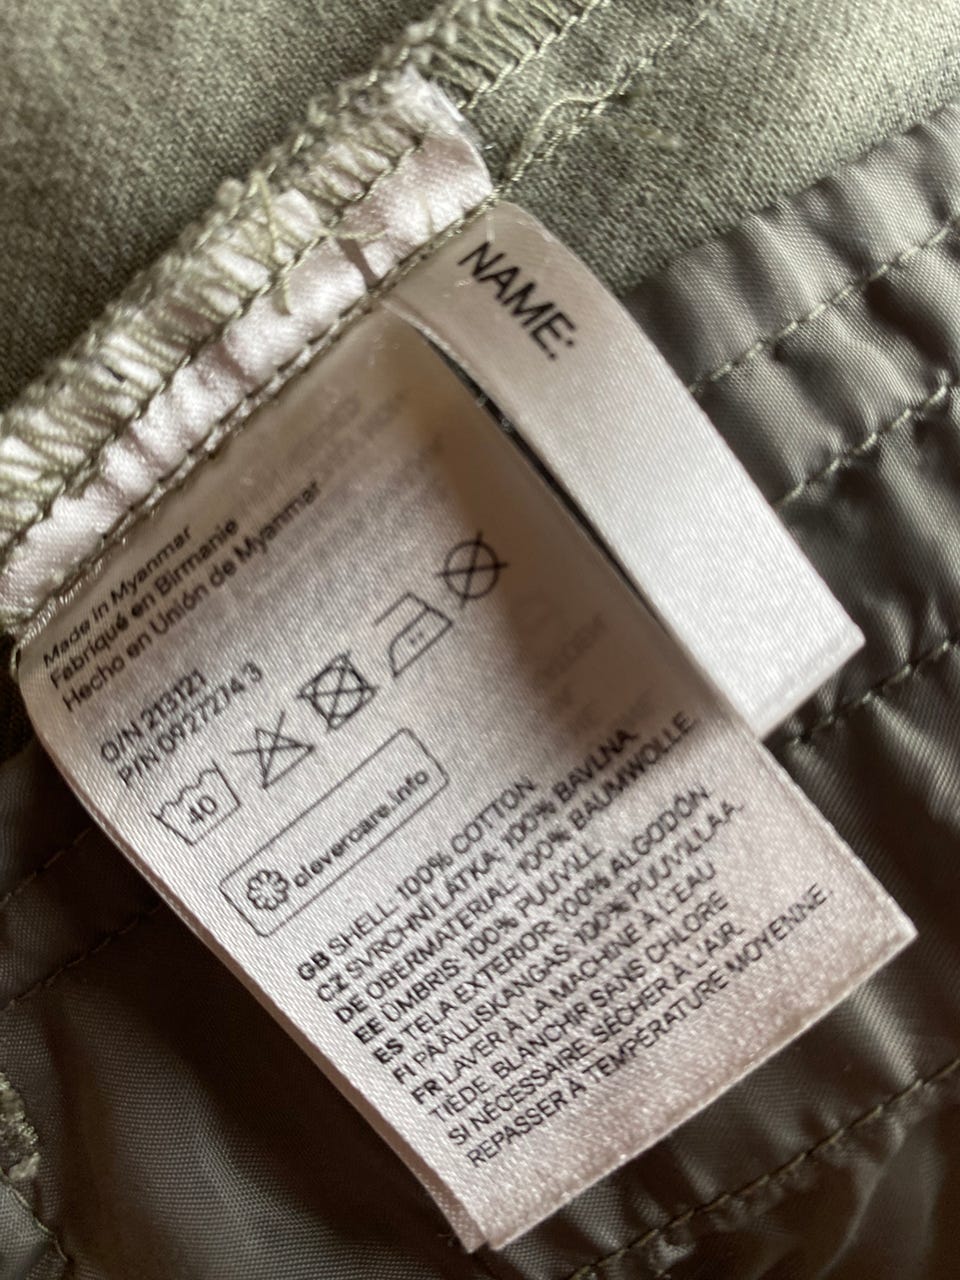 NAME:
Made in Myanmar
Fabriqué en Birmanie
Hecho en Unión de Myanmar
O/N 213121
P/N 0927214 3
40
clevercare.info
GB SHELL: 100% COTTON
CZ SVRCHNÍ LÁTKA: 100% BAVLNA
DE OBERMATERIAL: 100% BAUMWOLLE
EE ÜMBRIS: 100% PUUVILL
ES TELA EXTERIOR: 100% ALGODÓN.
FI PÄÄLLISKANGAS: 100% PUUVILLAA.
FR LAVER À LA MACHINE À L'EAU
TIÈDE. BLANCHIR SANS CHLORE
SI NÉCESSAIRE. SÉCHER À L'AIR.
REPASSER À TEMPÉRATURE MOYENNE.